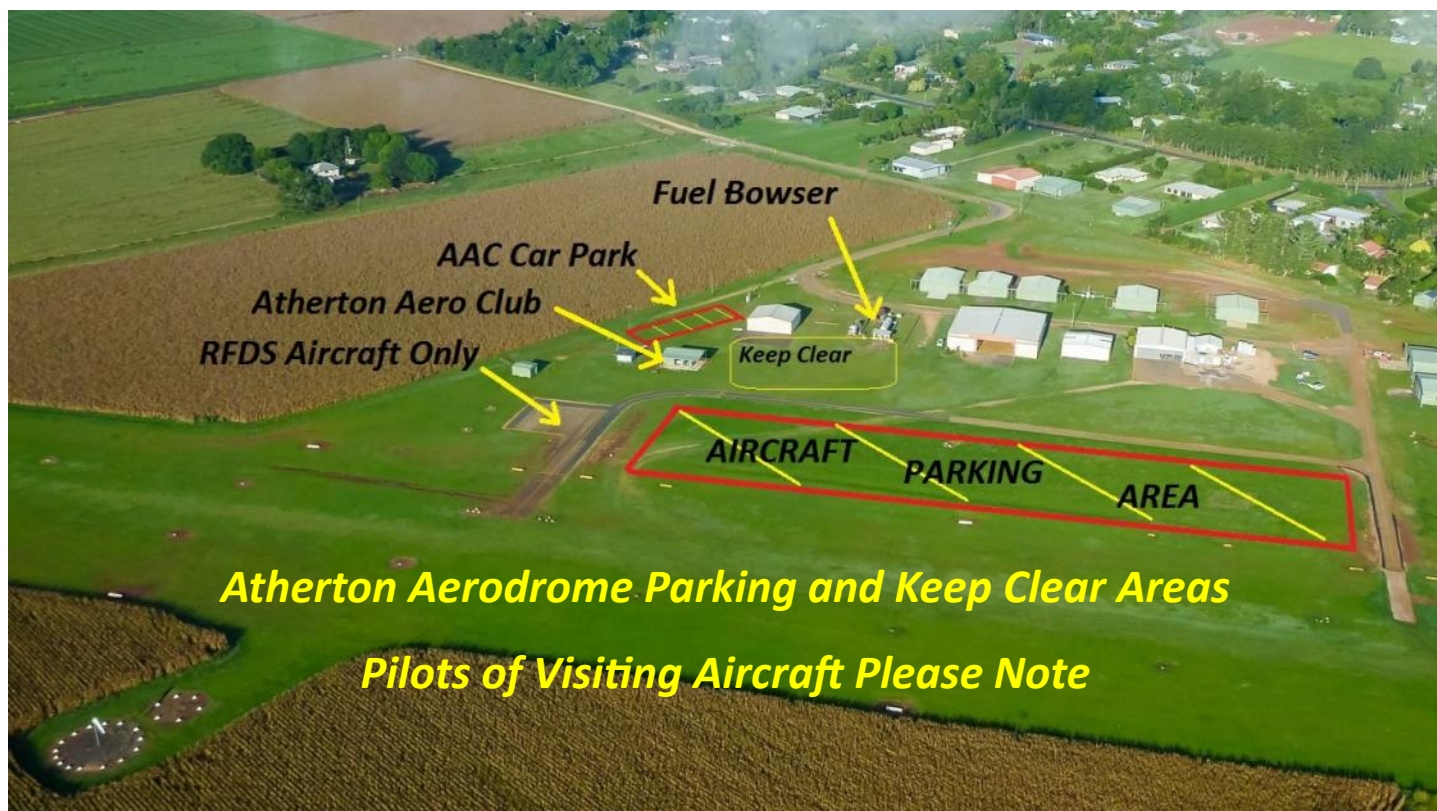 Fuel Bowser
AAC Car Park
Atherton Aero Club
RFDS Aircraft Only
Keep Clear
AIRCRAFT PARKING AREA
Atherton Aerodrome Parking and Keep Clear Areas
Pilots of Visiting Aircraft Please Note